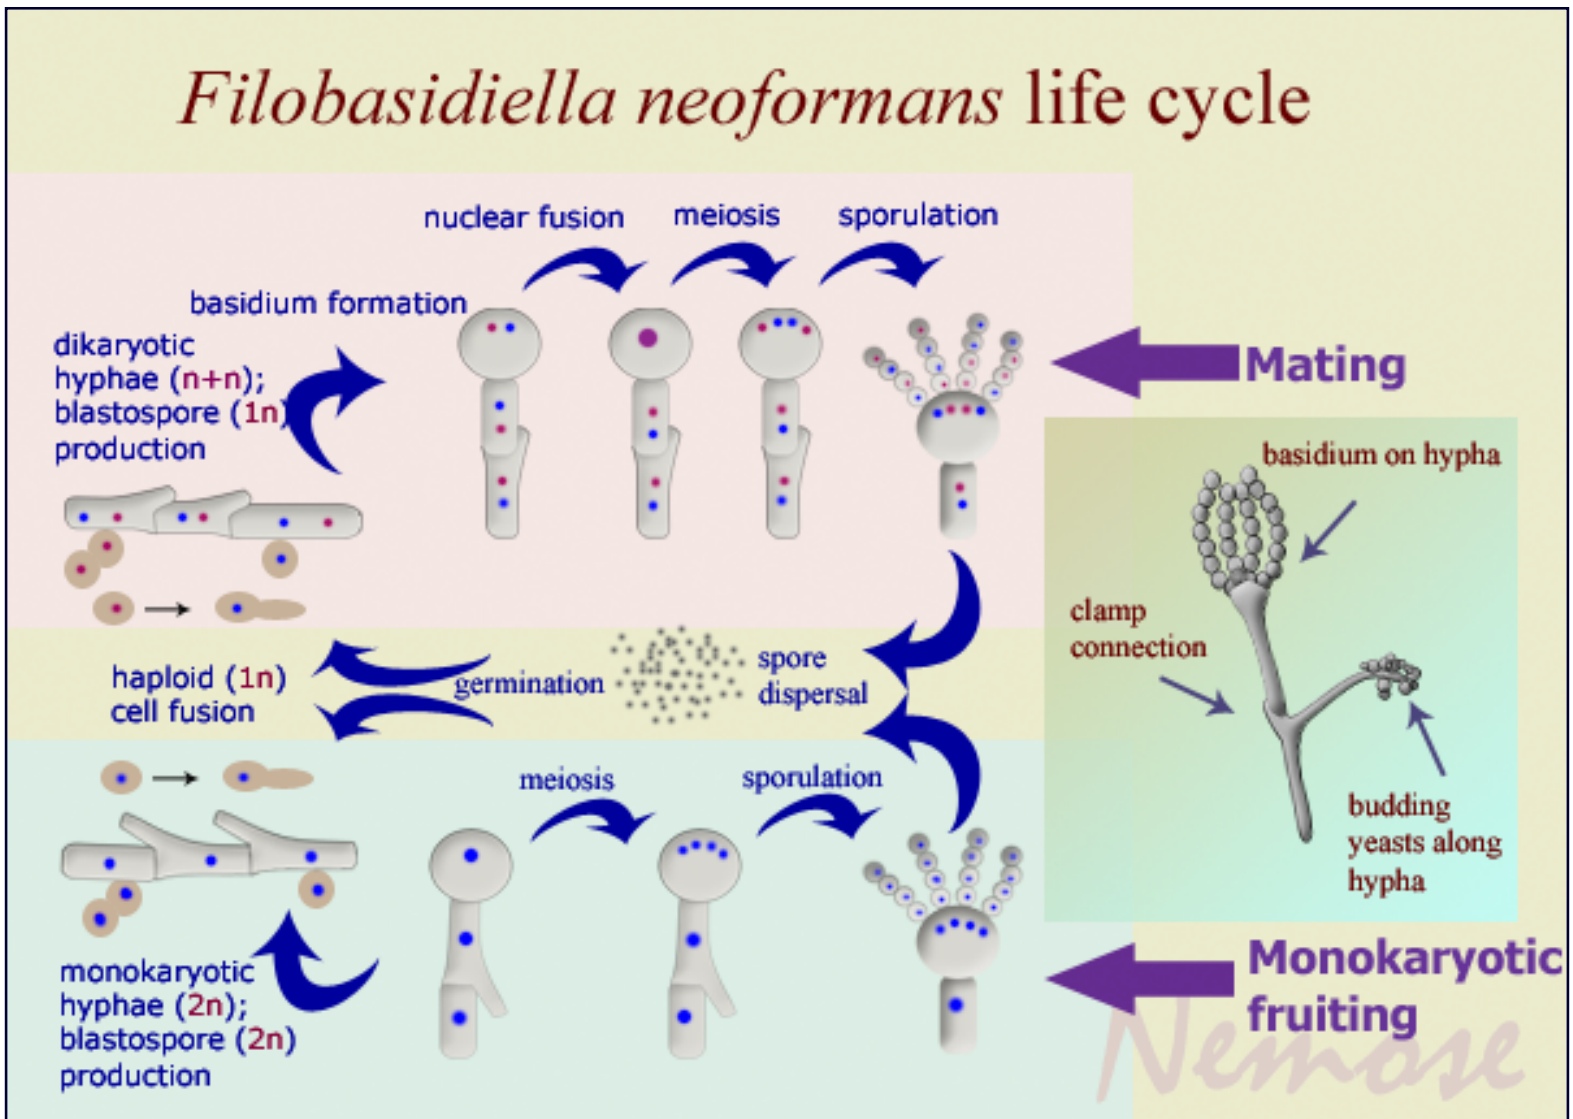 Filobasidiella neoformans life cycle
nuclear fusion
meiosis
sporulation
basidium formation
dikaryotic
hyphae (n+n);
blastospore (1n)
production
Mating
basidium on hypha
clamp
connection
budding
yeasts along
hypha
haploid (1n)
cell fusion
germination
spore
dispersal
meiosis
sporulation
monokaryotic
hyphae (2n);
blastospore (2n)
production
Monokaryotic
fruiting
Nemose